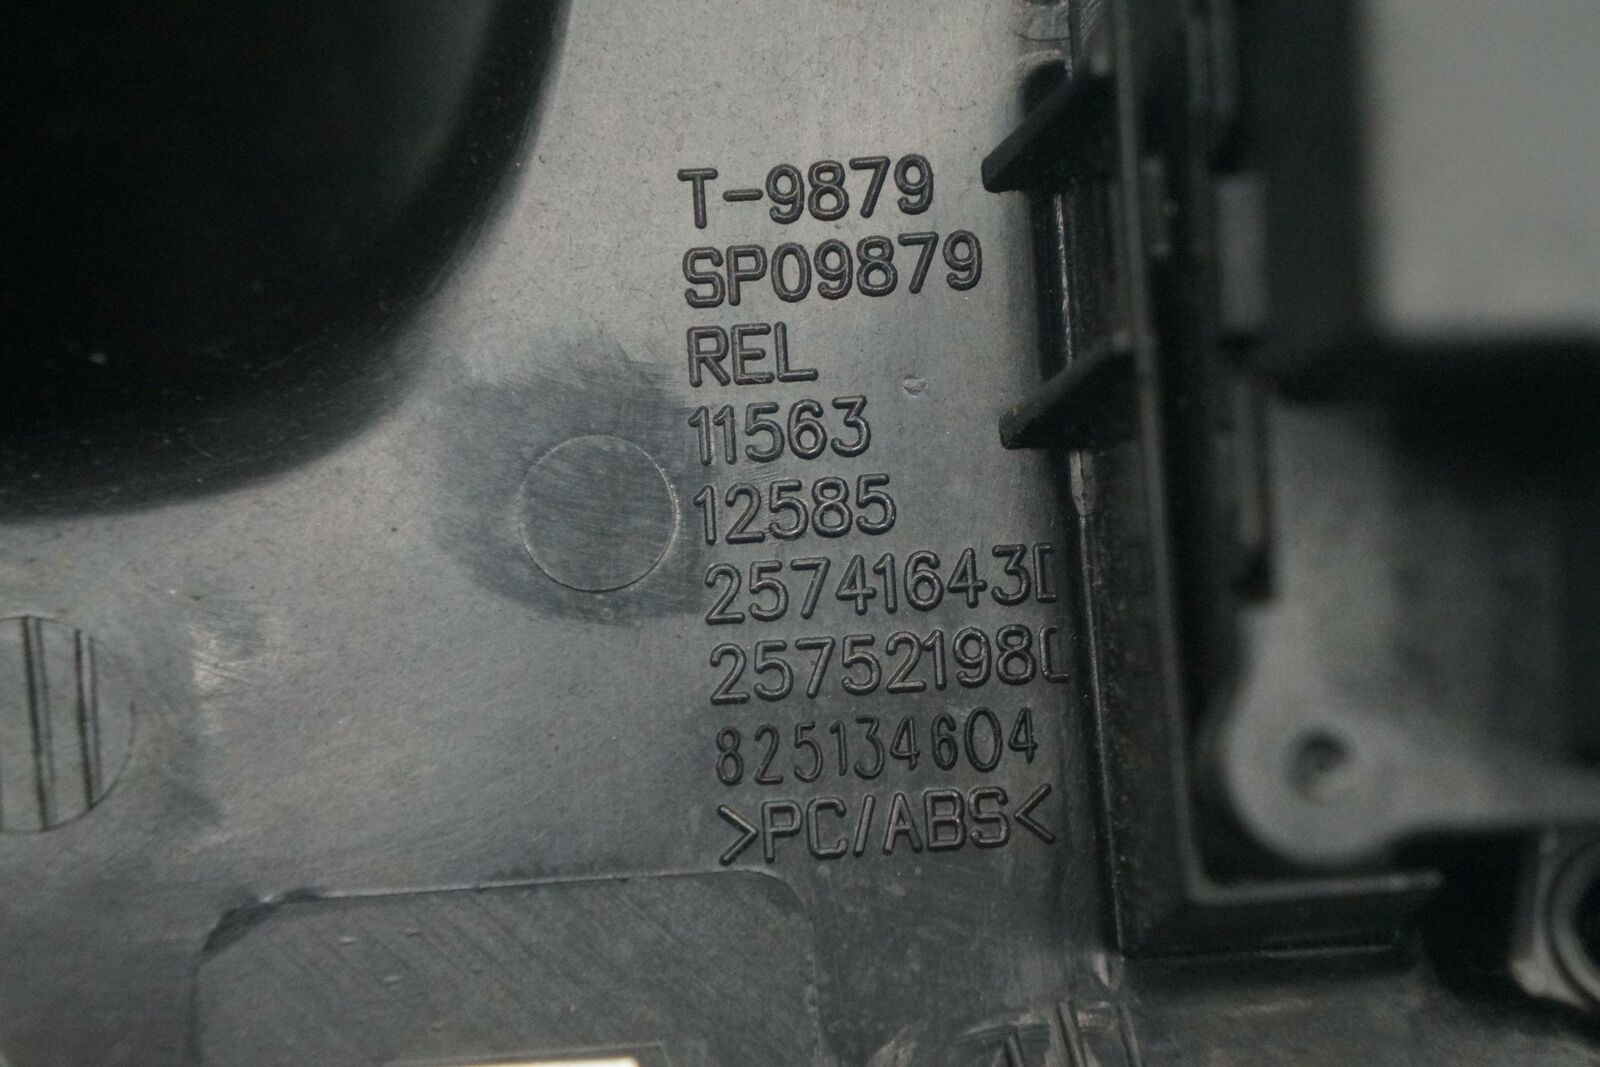 T-9879
SP09879
REL
11563
12585
25741643
25752198
825134604
>PC/ABS<